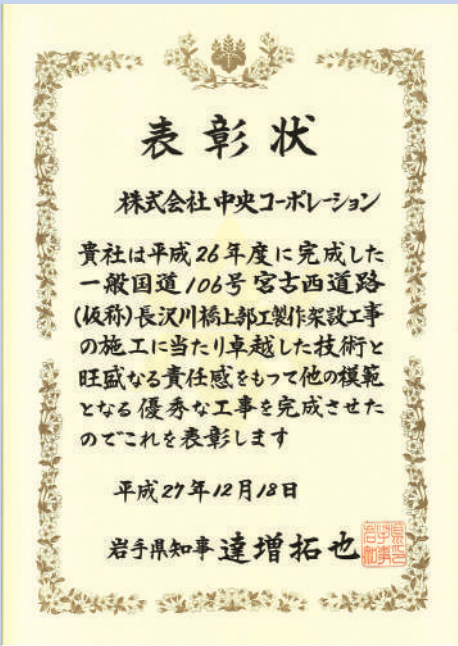 表彰状
株式会社中央コーポレーション
貴社は平成26年度に完成した
一般国道106号宮古西道路
(仮称)長沢川橋上部工製作架設工事
の施工に当たり卓越した技術と
旺盛なる責任感をもって他の模範
となる優秀な工事を完成させた
のでこれを表彰します
平成27年12月18日
岩手県知事 達増拓也